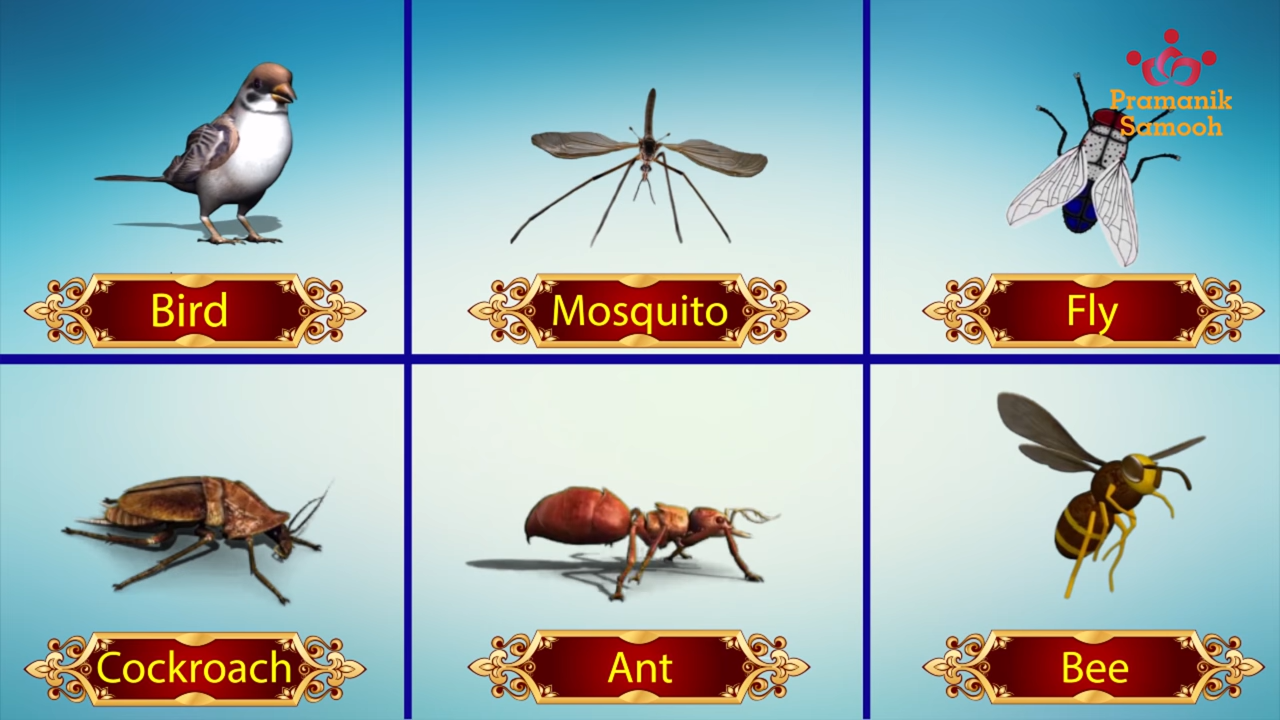 Pramanik
Samooh
Bird
Mosquito
Fly
Cockroach
Ant
Bee